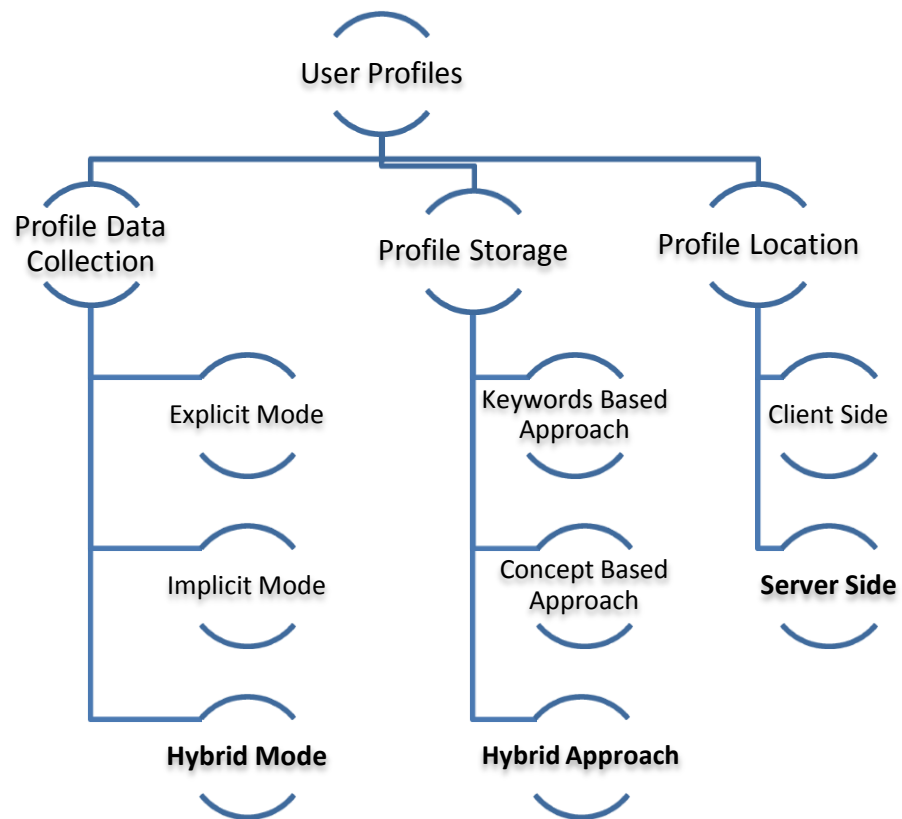 User Profiles
Profile Data
Collection
Profile Storage
Profile Location
Explicit Mode
Keywords Based
Approach
Client Side
Implicit Mode
Concept Based
Approach
Server Side
Hybrid Mode
Hybrid Approach